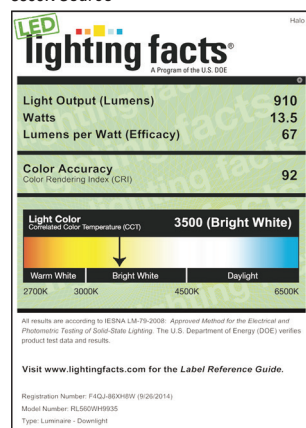 LED
Halo
lighting facts®
A Program of the U.S. DOE
Light Output (Lumens) 910
Watts 13.5
Lumens per Watt (Efficacy) 67
Color Accuracy 92
Color Rendering Index (CRI)
Light Color 3500 (Bright White)
Correlated Color Temperature (CCT)
Warm White Bright White Daylight
2700K 3000K 4500K 6500K
All results are according to IESNA LM-79-2008: Approved Method for the Electrical and
Photometric Testing of Solid-State Lighting. The U.S. Department of Energy (DOE) verifies
product test data and results.
Visit www.lightingfacts.com for the Label Reference Guide.
Registration Number: F4QJ-86XH8W (9/26/2014)
Model Number: RL560WH9935
Type: Luminaire - Downlight